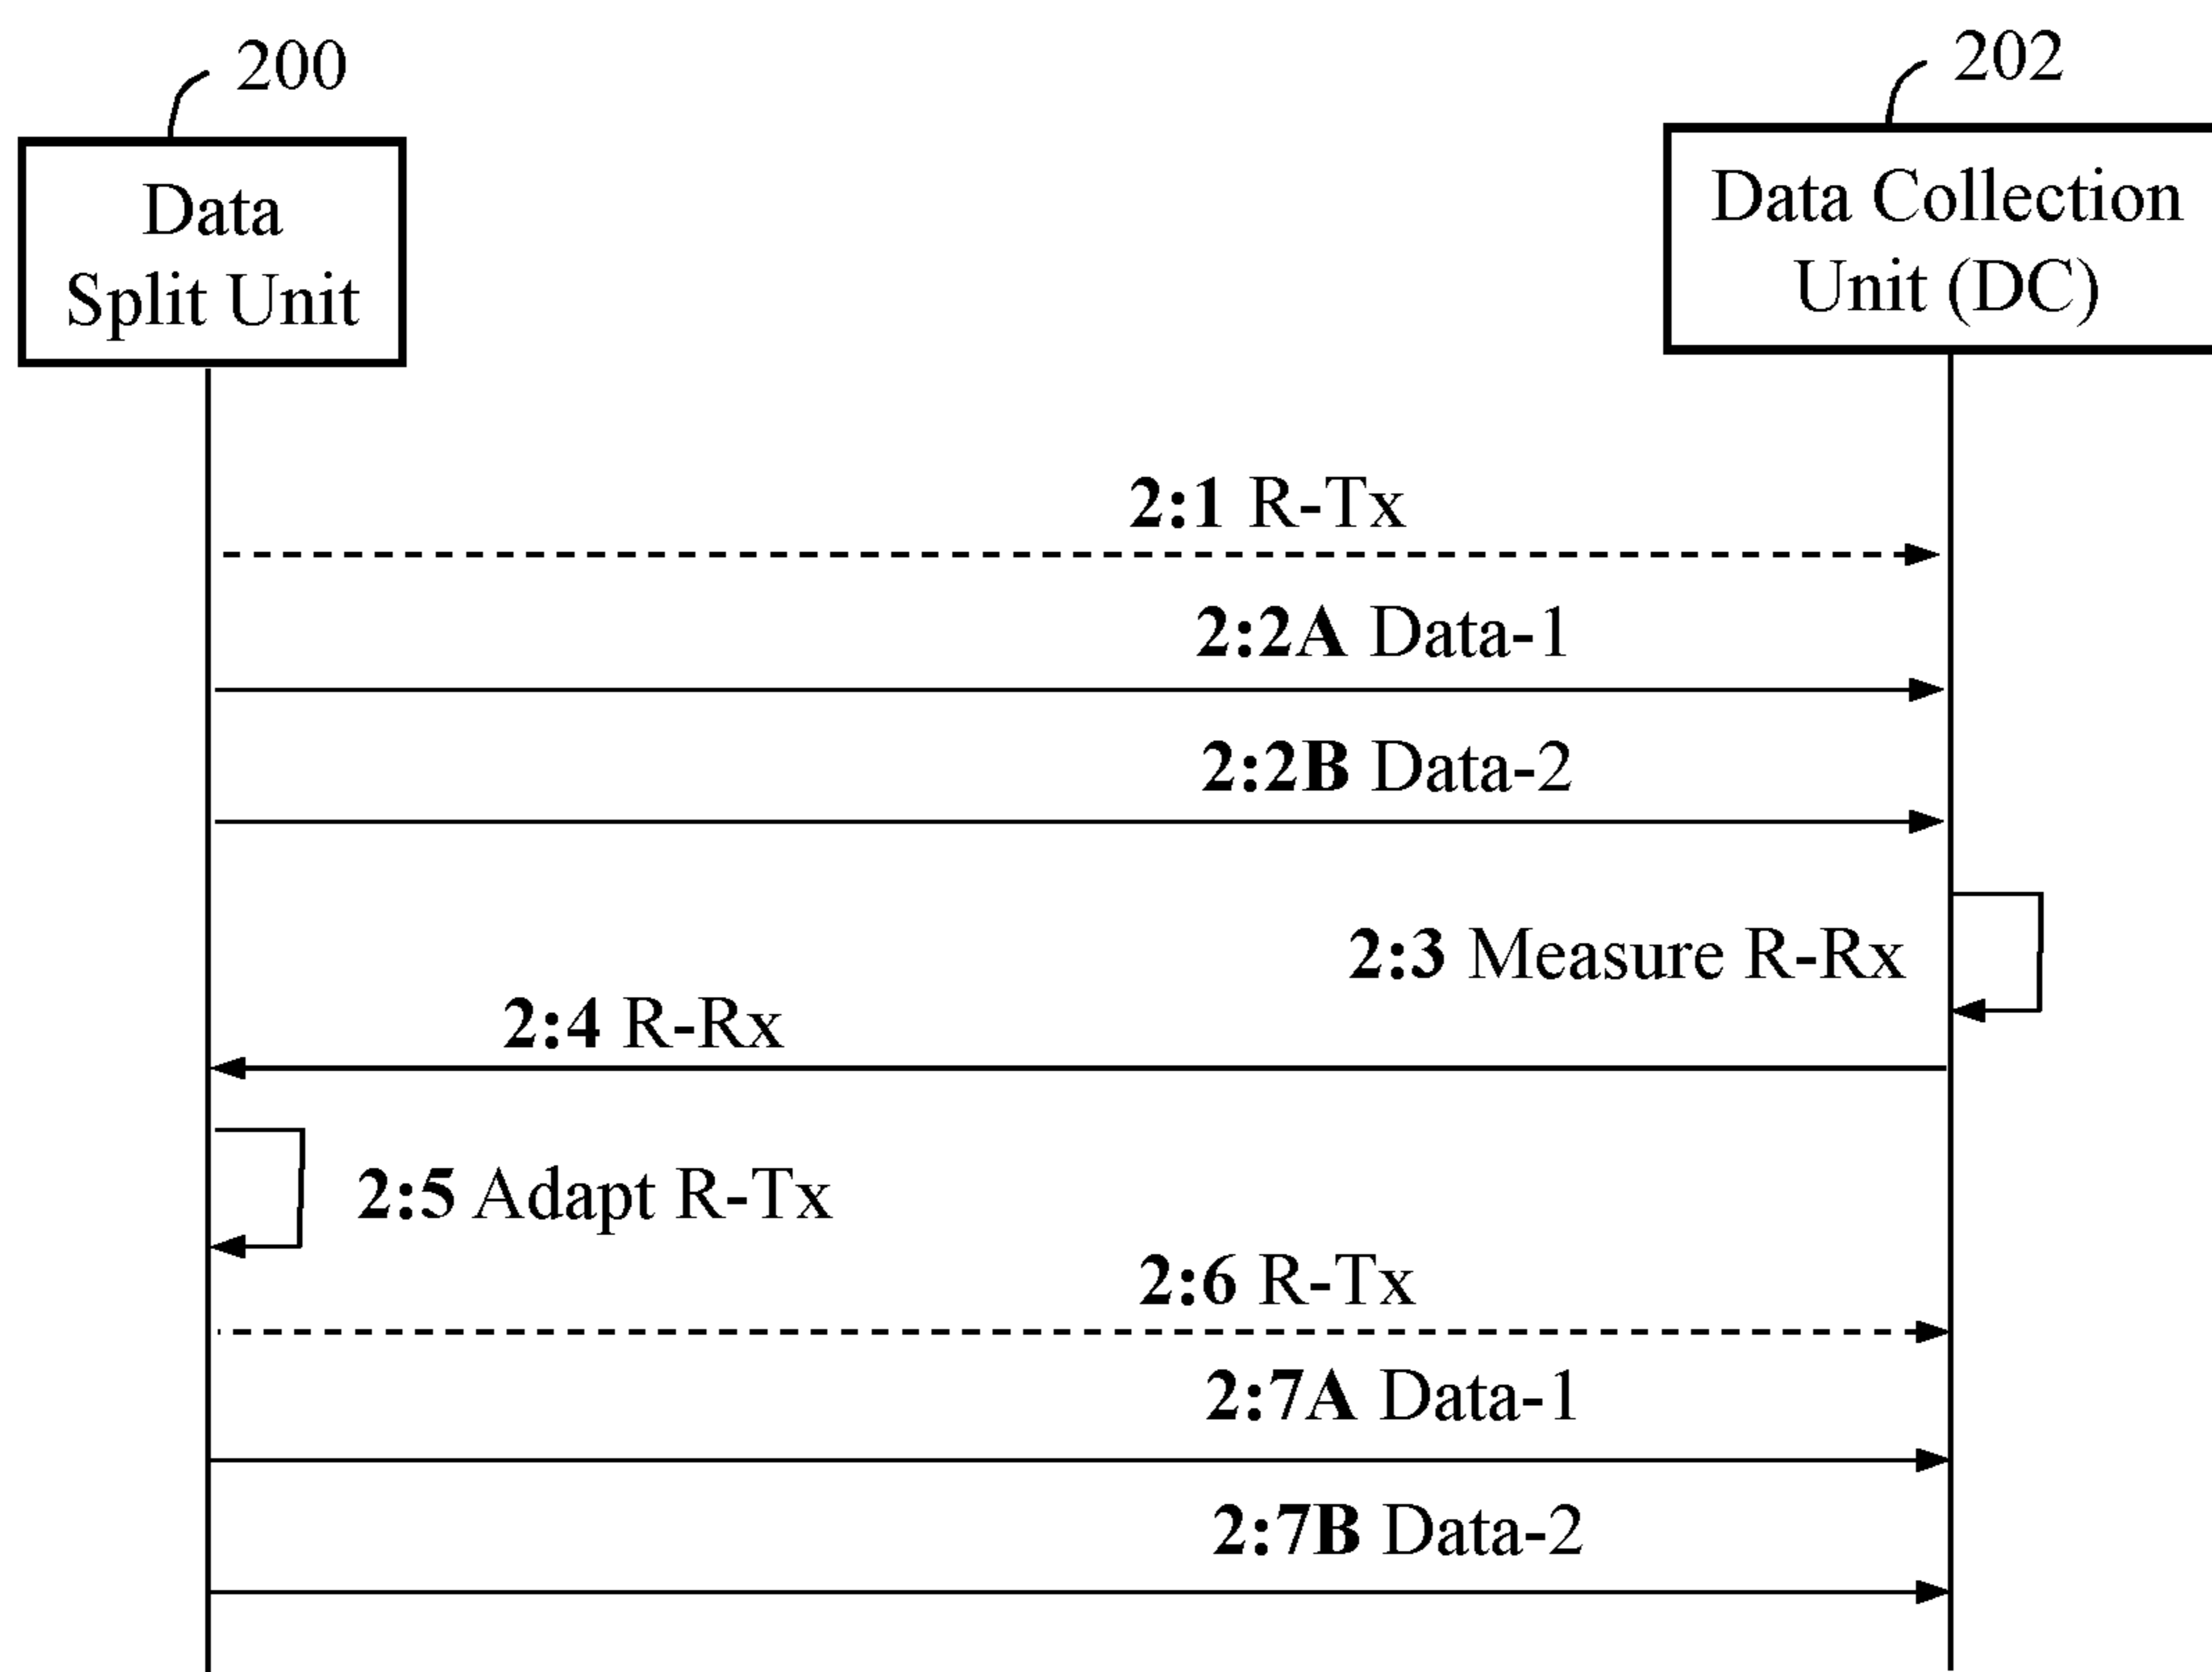 200
202
Data
Split Unit
Data Collection
Unit (DC)
2:1 R-Tx
2:2A Data-1
2:2B Data-2
2:3 Measure R-Rx
2:4 R-Rx
2:5 Adapt R-Tx
2:6 R-Tx
2:7A Data-1
2:7B Data-2